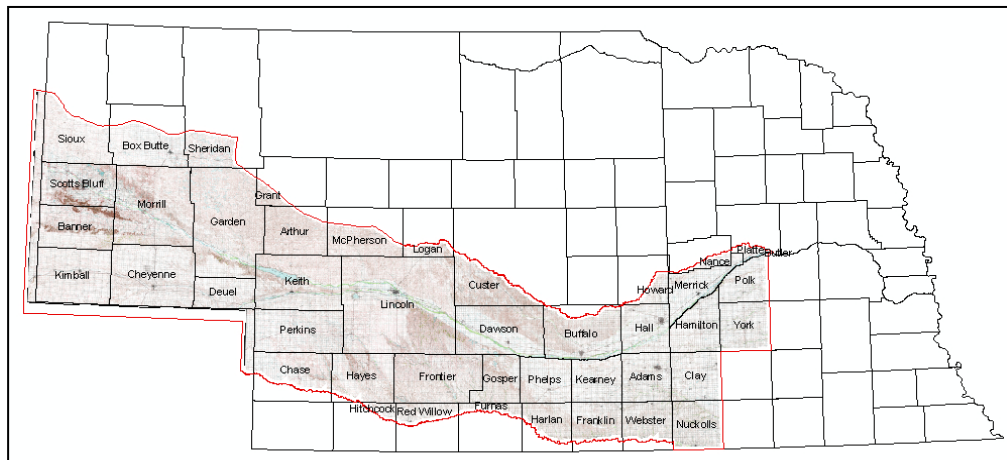 Sioux
Box Butte
Sheridan
Scotts Bluff
Morrill
Garden
Grant
Banner
Arthur
McPherson
Logan
Kimball
Cheyenne
Deuel
Keith
Lincoln
Custer
Howard
Merrick
Nance
Platte
Butler
Polk
Perkins
Dawson
Buffalo
Hall
Hamilton
York
Chase
Hayes
Frontier
Gosper
Phelps
Kearney
Adams
Clay
Hitchcock
Red Willow
Furnas
Harlan
Franklin
Webster
Nuckolls